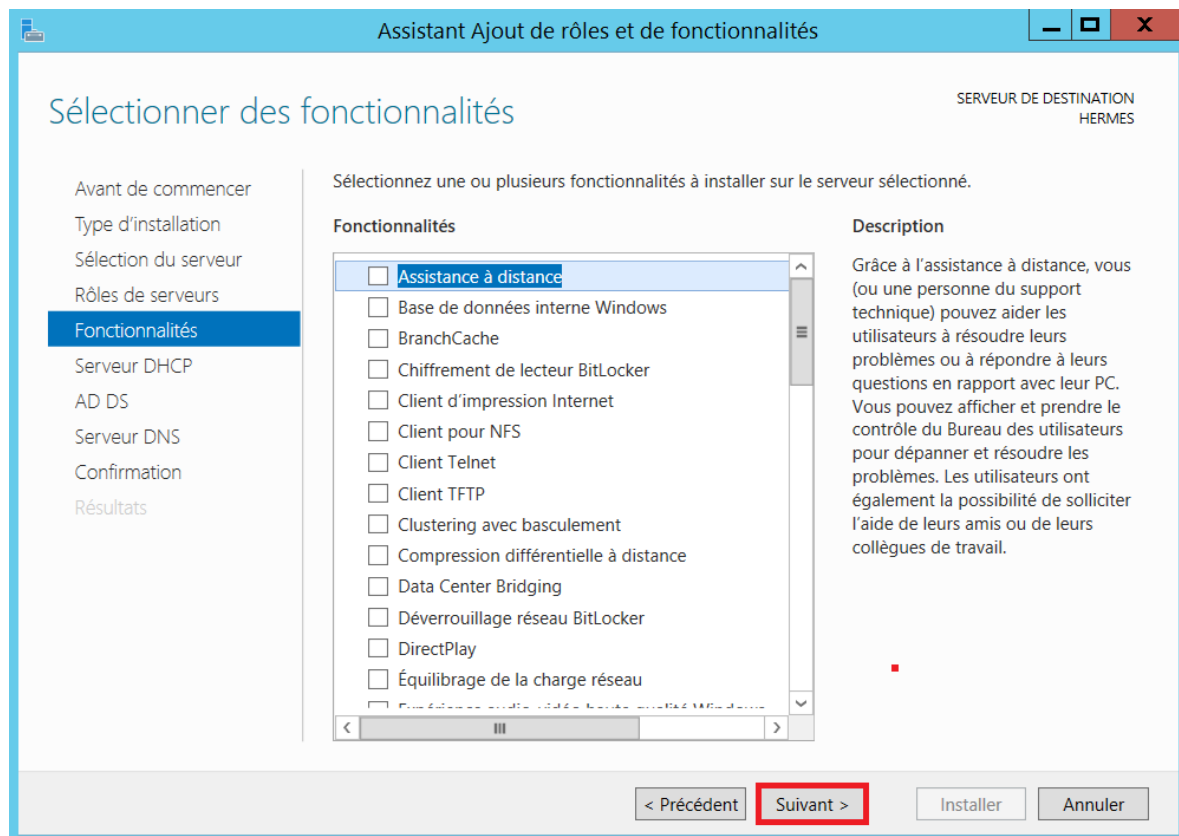 Assistant Ajout de rôles et de fonctionnalités
Sélectionner des fonctionnalités
SERVEUR DE DESTINATION
HERMES
Avant de commencer
Type d'installation
Sélection du serveur
Rôles de serveurs
Fonctionnalités
Serveur DHCP
AD DS
Serveur DNS
Confirmation
Résultats
Sélectionnez une ou plusieurs fonctionnalités à installer sur le serveur sélectionné.
Fonctionnalités
Assistance à distance
Base de données interne Windows
BranchCache
Chiffrement de lecteur BitLocker
Client d'impression Internet
Client pour NFS
Client Telnet
Client TFTP
Clustering avec basculement
Compression différentielle à distance
Data Center Bridging
Déverrouillage réseau BitLocker
DirectPlay
Équilibrage de la charge réseau
Expérience audio-vidéo haute qualité Windows
Description
Grâce à l'assistance à distance, vous
(ou une personne du support
technique) pouvez aider les
utilisateurs à résoudre leurs
problèmes ou à répondre à leurs
questions en rapport avec leur PC.
Vous pouvez afficher et prendre le
contrôle du Bureau des utilisateurs
pour dépanner et résoudre les
problèmes. Les utilisateurs ont
également la possibilité de solliciter
l'aide de leurs amis ou de leurs
collègues de travail.
< Précédent
Suivant >
Installer
Annuler